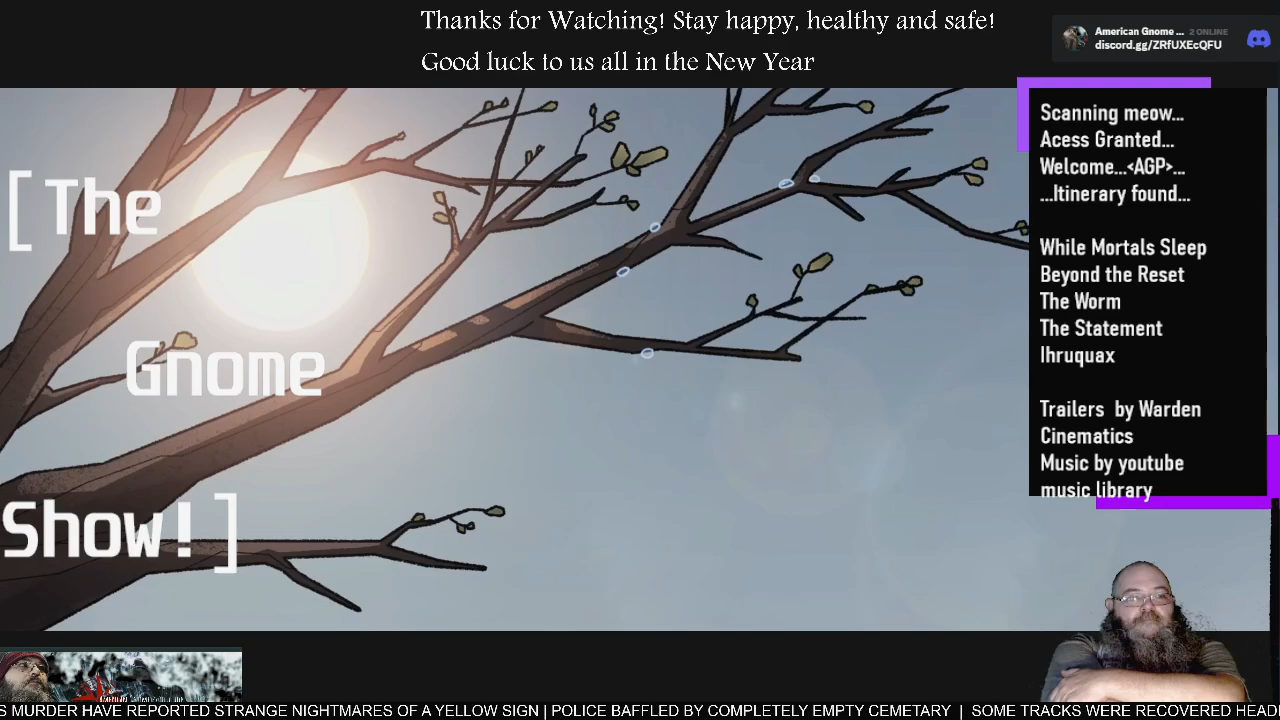 Thanks for Watching! Stay happy, healthy and safe!
Good luck to us all in the New Year
American Gnome ... 2 ONLINE
discord.gg/ZRfUXEcQFU
[ The
Gnome
Show! ]
Scanning meow...
Acess Granted...
Welcome...<AGP>...
...Itinerary found...
While Mortals Sleep
Beyond the Reset
The Worm
The Statement
Ihruquax
Trailers by Warden
Cinematics
Music by youtube
music library
S MURDER HAVE REPORTED STRANGE NIGHTMARES OF A YELLOW SIGN | POLICE BAFFLED BY COMPLETELY EMPTY CEMETARY | SOME TRACKS WERE RECOVERED HEAD